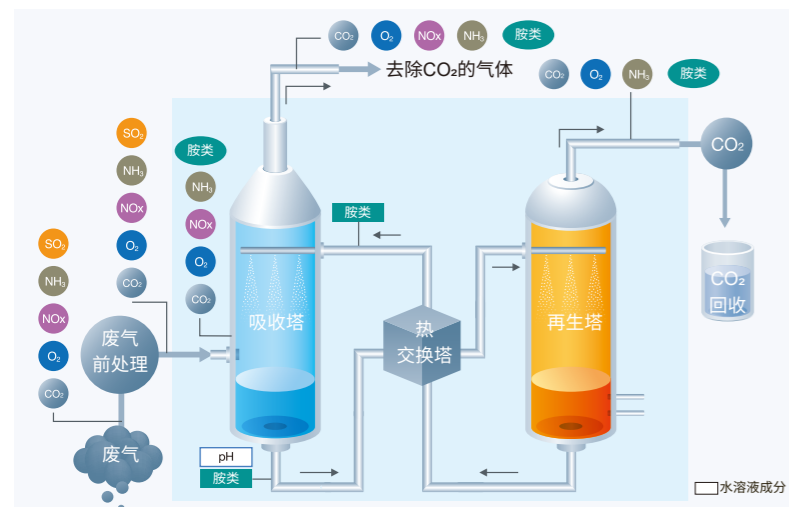 CO₂ O₂ NOx NH₃ 胺类
去除CO₂的气体
CO₂ O₂ NH₃ 胺类
SO₂
NH₃
NOx
O₂
CO₂
胺类
NH₃
NOx
O₂
CO₂
胺类
CO₂
SO₂
NH₃
NOx
O₂
CO₂
CO₂
回收
吸收塔
热
交换塔
再生塔
废气
前处理
废气
pH
胺类
水溶液成分